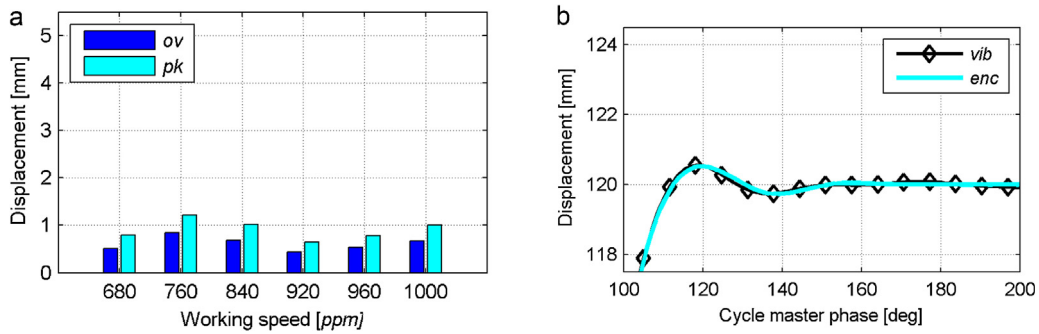 a
Displacement [mm]
5
4
3
2
1
0
ov
pk
680 760 840 920 960 1000
Working speed [ppm]
b
Displacement [mm]
124
122
120
118
vib
enc
100 120 140 160 180 200
Cycle master phase [deg]